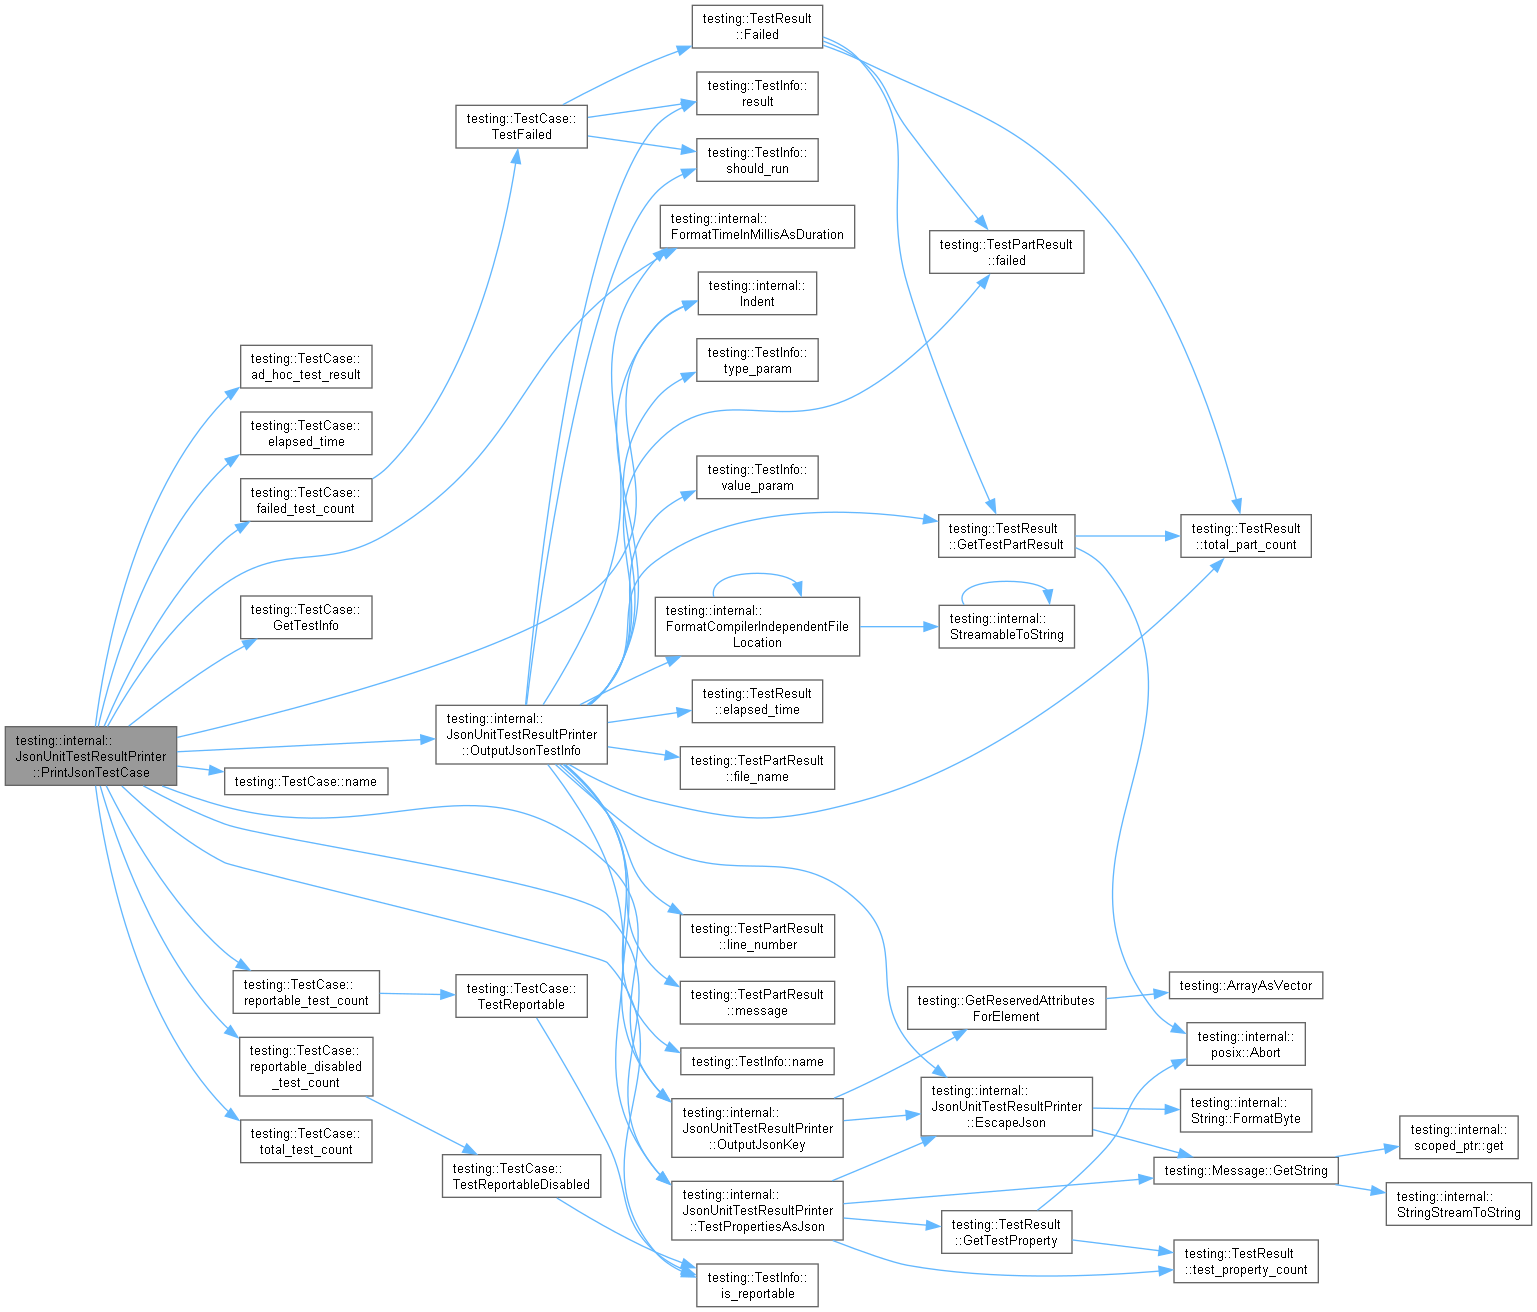 testing::TestResult
::Failed
testing::TestInfo::
result
testing::TestCase::
TestFailed
testing::TestInfo::
should_run
testing::internal::
FormatTimeInMillisAsDuration
testing::TestPartResult
::failed
testing::internal::
Indent
testing::TestInfo::
type_param
testing::TestCase::
ad_hoc_test_result
testing::TestCase::
elapsed_time
testing::TestInfo::
value_param
testing::TestCase::
failed_test_count
testing::TestResult
::GetTestPartResult
testing::TestResult
::total_part_count
testing::TestCase::
GetTestInfo
testing::internal::
FormatCompilerIndependentFile
Location
testing::internal::
StreamableToString
testing::TestResult
::elapsed_time
testing::internal::
JsonUnitTestResultPrinter
::OutputJsonTestInfo
testing::internal::
JsonUnitTestResultPrinter
::PrintJsonTestCase
testing::TestPartResult
::file_name
testing::TestCase::name
testing::TestPartResult
::line_number
testing::TestCase::
reportable_test_count
testing::TestCase::
TestReportable
testing::TestPartResult
::message
testing::GetReservedAttributes
ForElement
testing::ArrayAsVector
testing::internal::
posix::Abort
testing::TestCase::
reportable_disabled
_test_count
testing::TestInfo::name
testing::internal::
JsonUnitTestResultPrinter
::EscapeJson
testing::internal::
String::FormatByte
testing::internal::
JsonUnitTestResultPrinter
::OutputJsonKey
testing::TestCase::
total_test_count
testing::internal::
scoped_ptr::get
testing::Message::GetString
testing::TestCase::
TestReportableDisabled
testing::internal::
StringStreamToString
testing::internal::
JsonUnitTestResultPrinter
::TestPropertiesAsJson
testing::TestResult
::GetTestProperty
testing::TestResult
::test_property_count
testing::TestInfo::
is_reportable